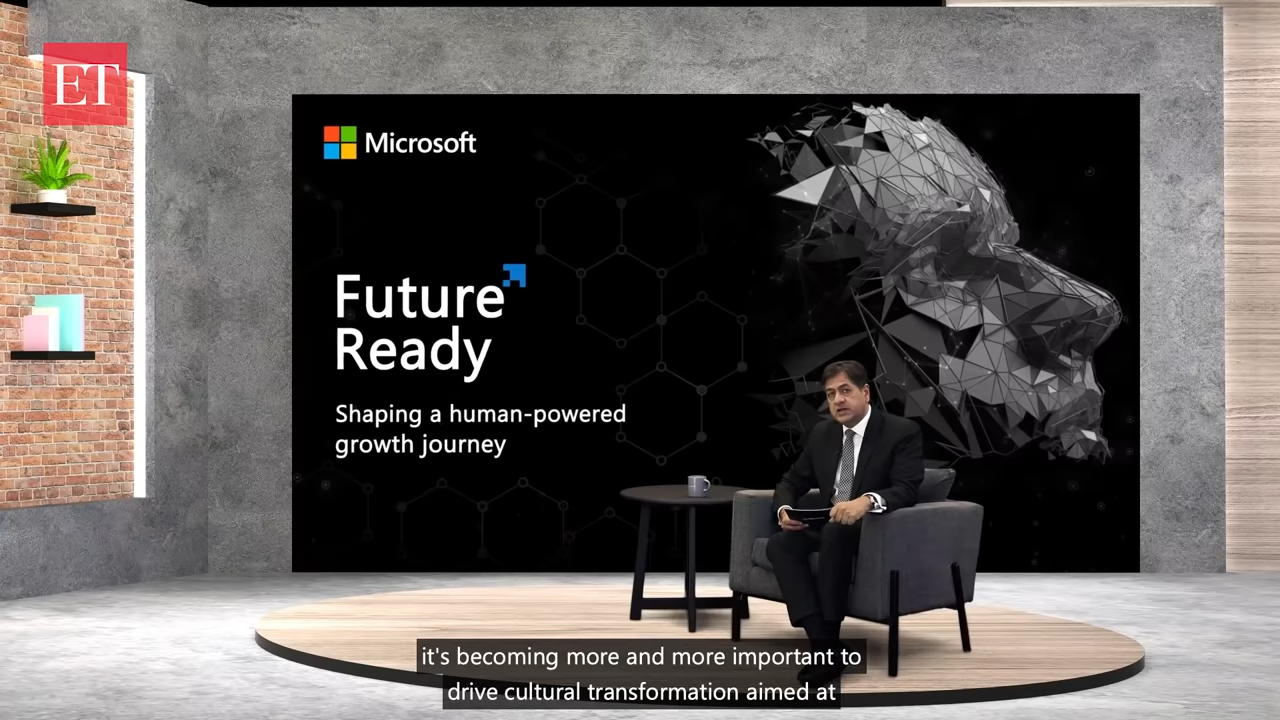 ET
Microsoft
Future
Ready
Shaping a human-powered
growth journey
it's becoming more and more important to
drive cultural transformation aimed at